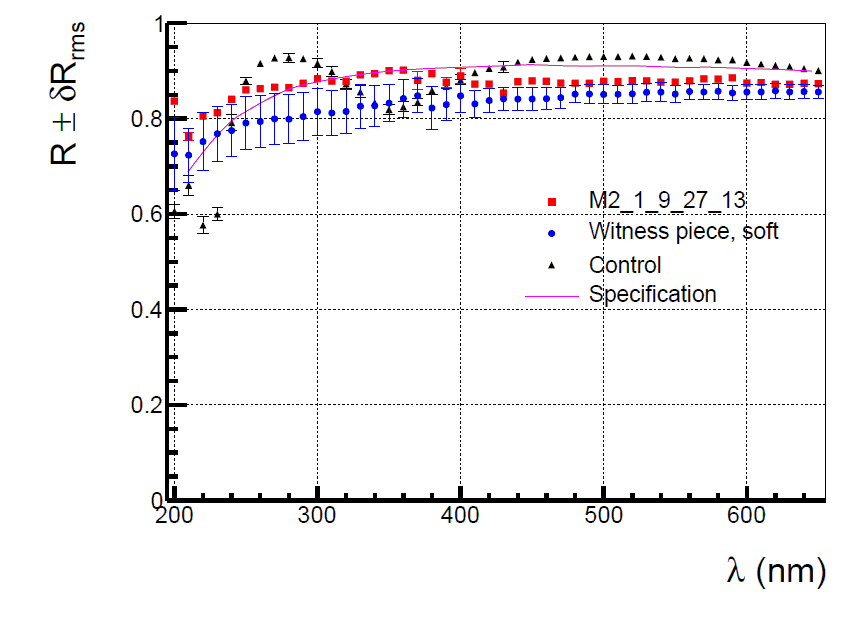 R ± δRrms
1
0.8
0.6
0.4
0.2
0
200 300 400 500 600
λ (nm)
M2_1_9_27_13
Witness piece, soft
Control
Specification